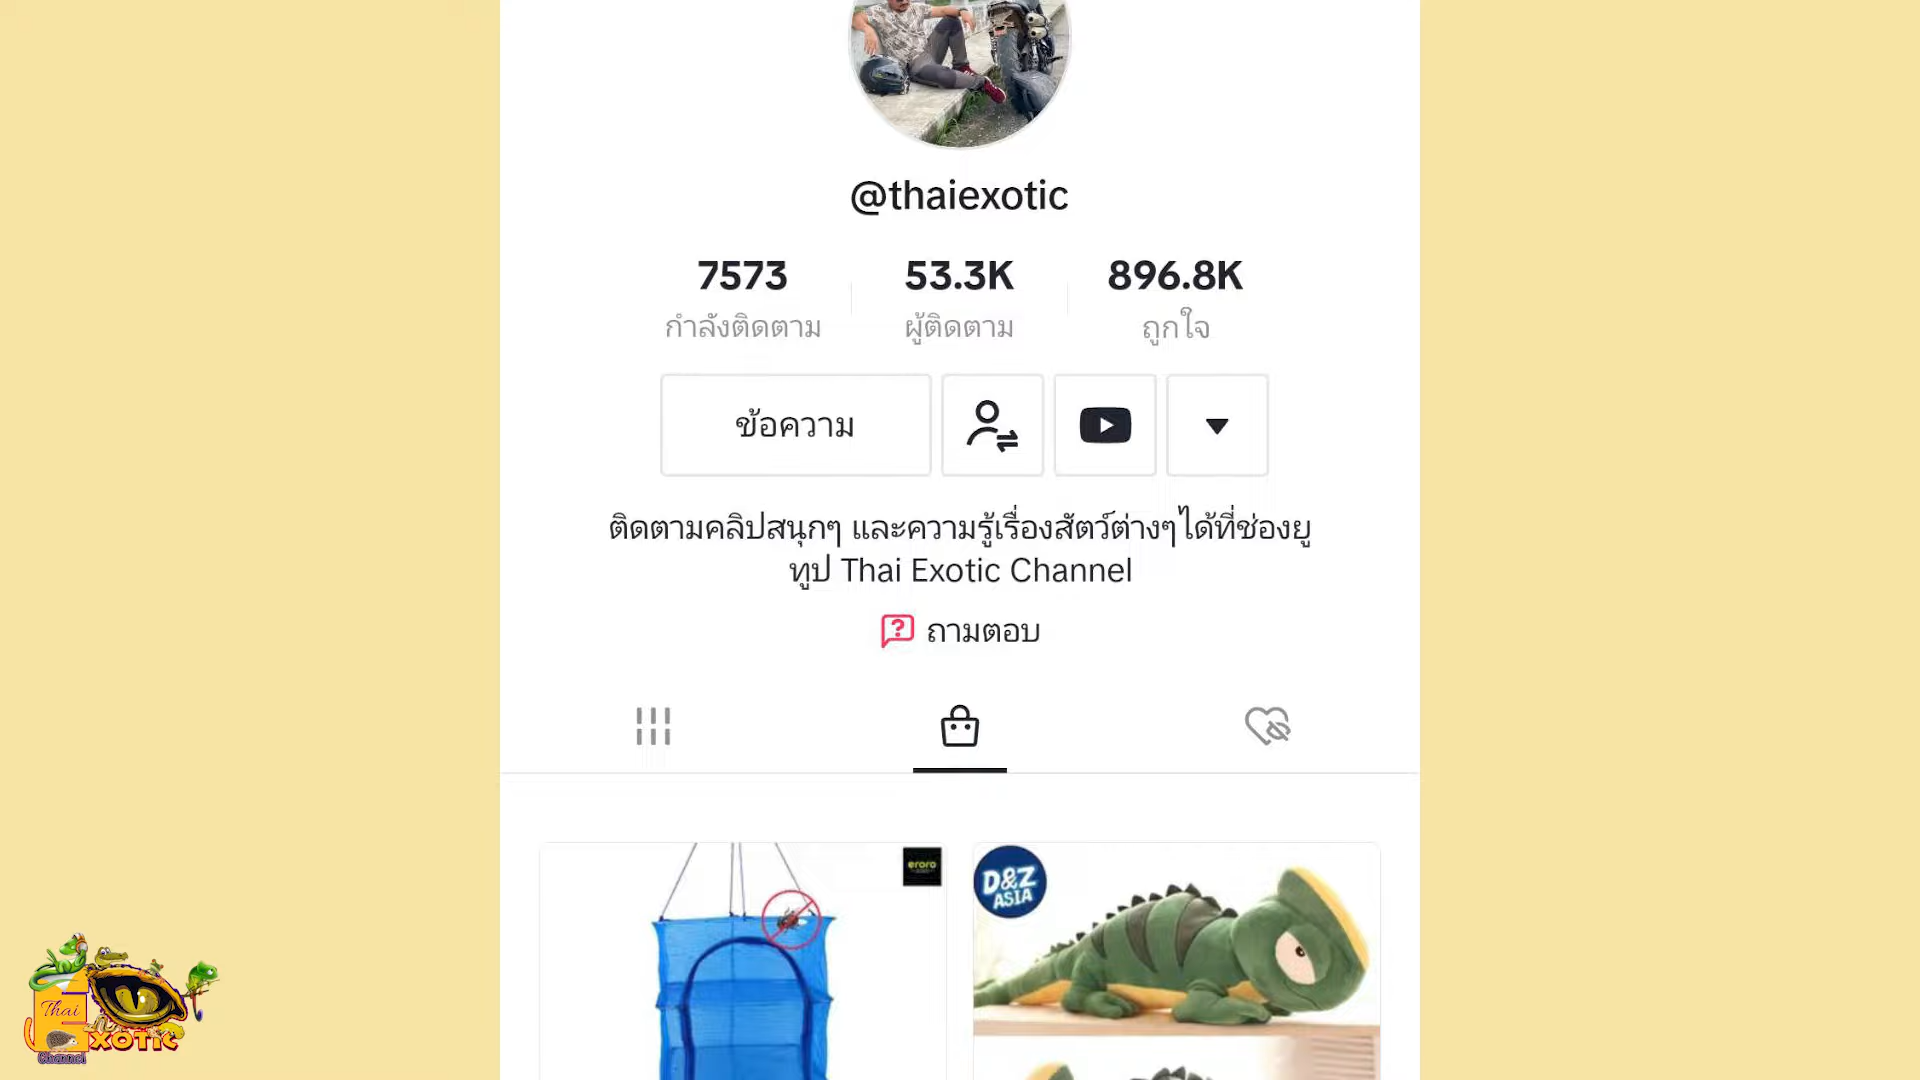 @thaiexotic
7573 53.3K 896.8K
กำลังติดตาม ผู้ติดตาม ถูกใจ
ข้อความ
ติดตามคลิปสนุกๆ และความรู้เรื่องสัตว์ต่างๆได้ที่ช่องยู
ทูป Thai Exotic Channel
ถามตอบ
eroro
D&Z
ASIA
Thai
Exotic
Channel